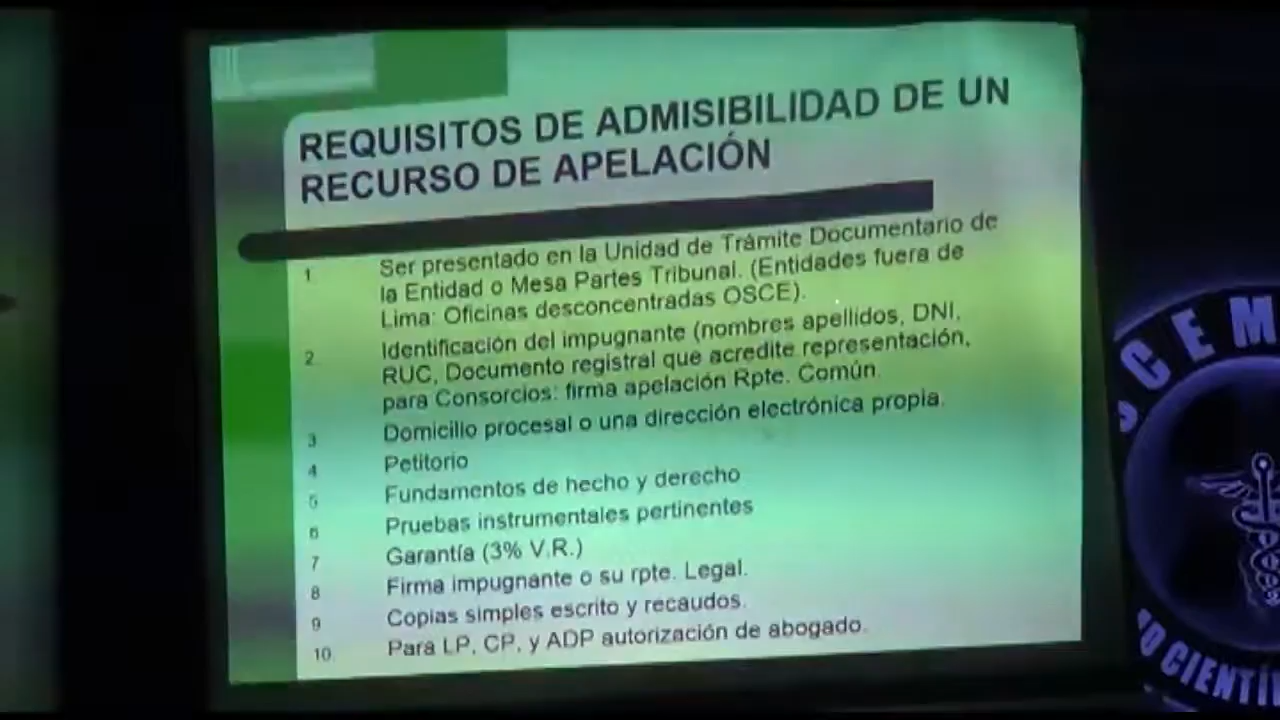 REQUISITOS DE ADMISIBILIDAD DE UN
RECURSO DE APELACIÓN
1 Ser presentado en la Unidad de Trámite Documentario de
la Entidad o Mesa Partes Tribunal. (Entidades fuera de
Lima: Oficinas desconcentradas OSCE).
2 Identificación del impugnante (nombres apellidos, DNI,
RUC, Documento registral que acredite representación,
para Consorcios: firma apelación Rpte. Común.
3 Domicilio procesal o una dirección electrónica propia.
4 Petitorio
5 Fundamentos de hecho y derecho
6 Pruebas instrumentales pertinentes
7 Garantía (3% V.R.)
8 Firma impugnante o su rpte. Legal.
9 Copias simples escrito y recaudos.
10 Para LP, CP, y ADP autorización de abogado.
SCEM
CIENTÍ